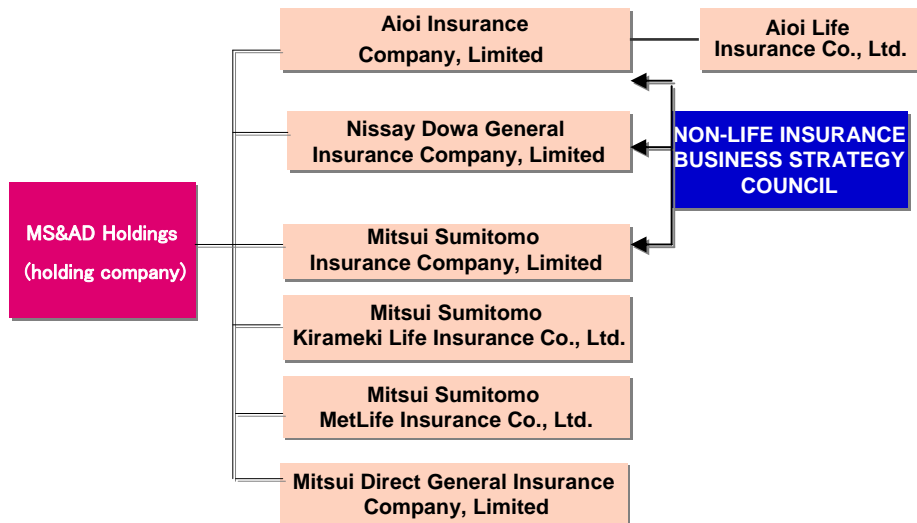 Aioi Insurance
Company, Limited
Aioi Life
Insurance Co., Ltd.
Nissay Dowa General
Insurance Company, Limited
NON-LIFE INSURANCE
BUSINESS STRATEGY
COUNCIL
MS&AD Holdings
(holding company)
Mitsui Sumitomo
Insurance Company, Limited
Mitsui Sumitomo
Kirameki Life Insurance Co., Ltd.
Mitsui Sumitomo
MetLife Insurance Co., Ltd.
Mitsui Direct General Insurance
Company, Limited